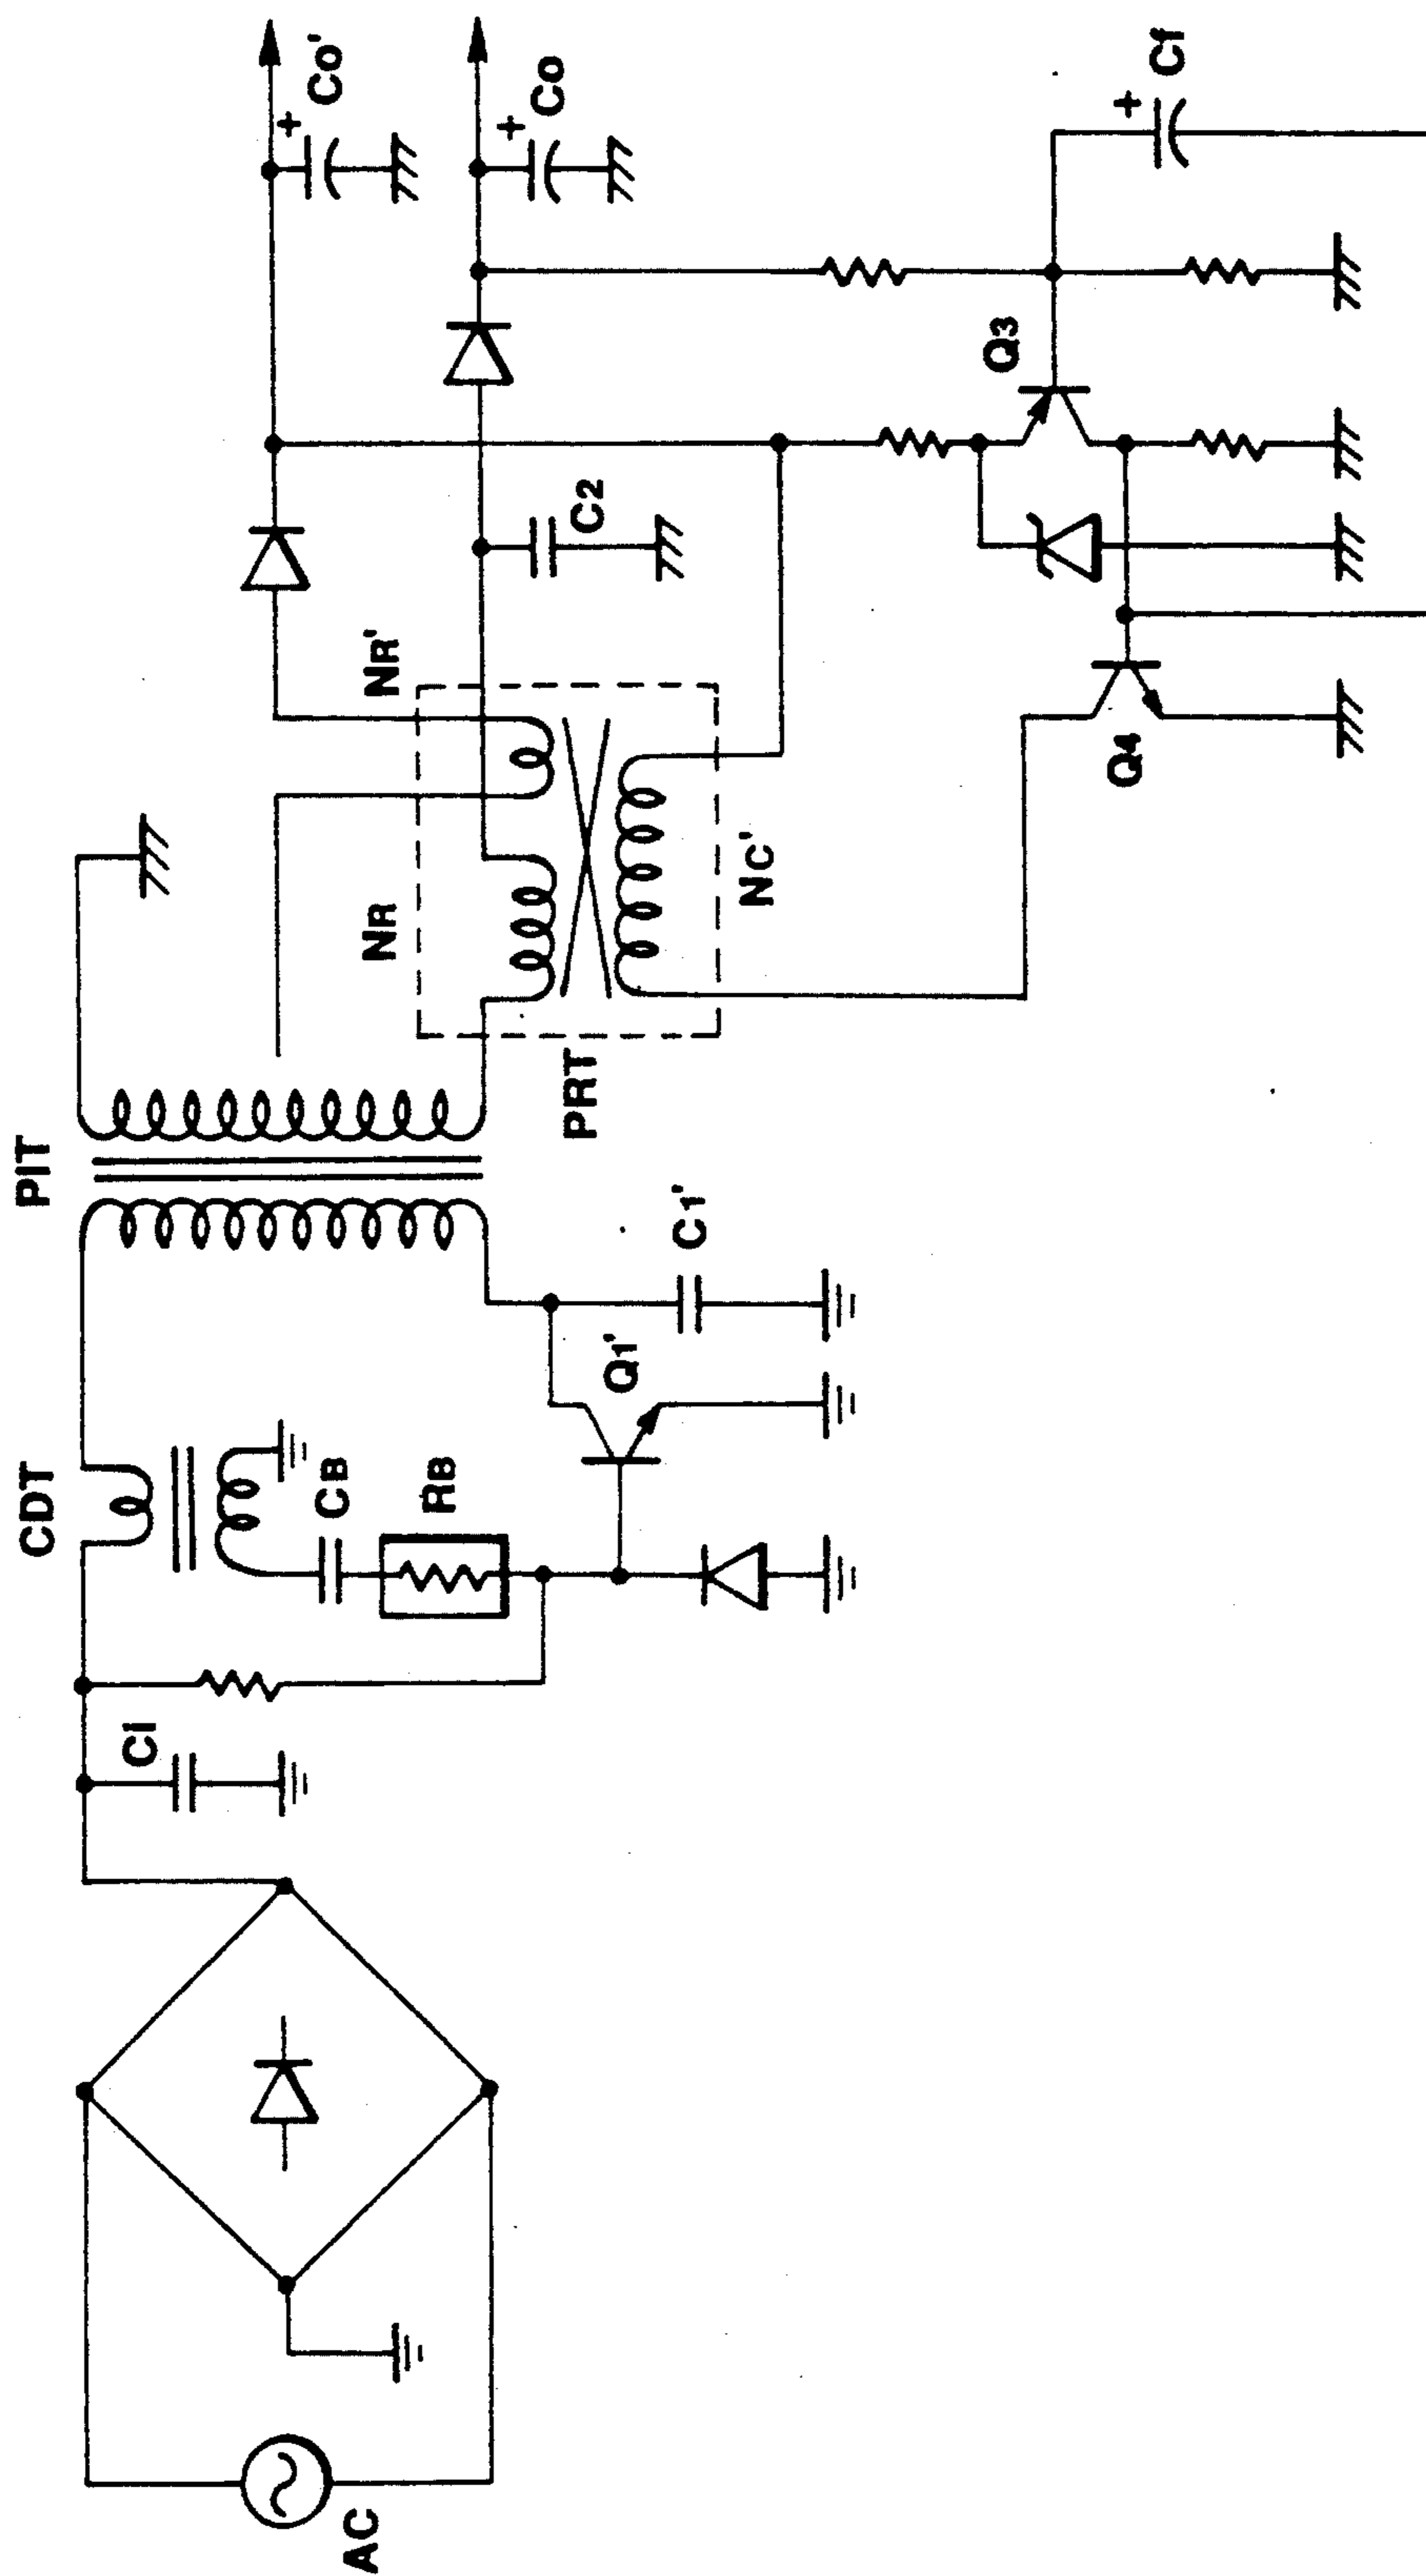 AC
Ci
CDT
CB
RB
Q1'
C1'
PIT
PRT
NR
NR'
NC'
C2
Co'
Co
Q3
Q4
Cf
+
+
+